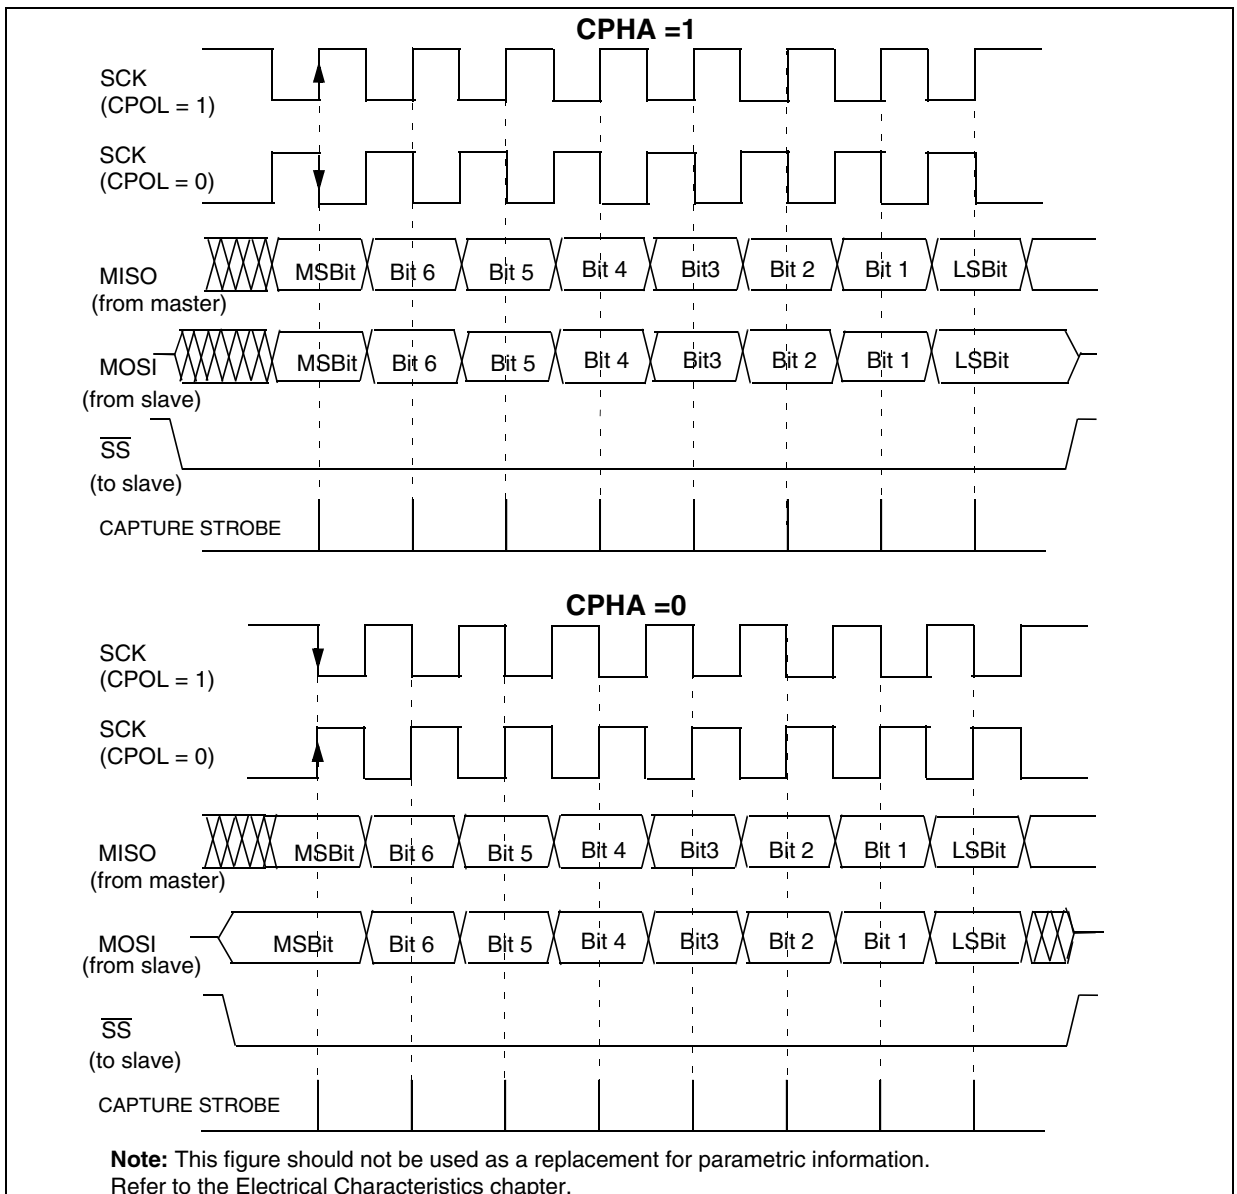 CPHA =1
SCK
(CPOL = 1)
SCK
(CPOL = 0)
MISO
(from master)
MSBit Bit 6 Bit 5 Bit 4 Bit3 Bit 2 Bit 1 LSBit
MOSI
(from slave)
MSBit Bit 6 Bit 5 Bit 4 Bit3 Bit 2 Bit 1 LSBit
SS
(to slave)
CAPTURE STROBE
CPHA =0
SCK
(CPOL = 1)
SCK
(CPOL = 0)
MISO
(from master)
MSBit Bit 6 Bit 5 Bit 4 Bit3 Bit 2 Bit 1 LSBit
MOSI
(from slave)
MSBit Bit 6 Bit 5 Bit 4 Bit3 Bit 2 Bit 1 LSBit
SS
(to slave)
CAPTURE STROBE
Note: This figure should not be used as a replacement for parametric information.
Refer to the Electrical Characteristics chapter.